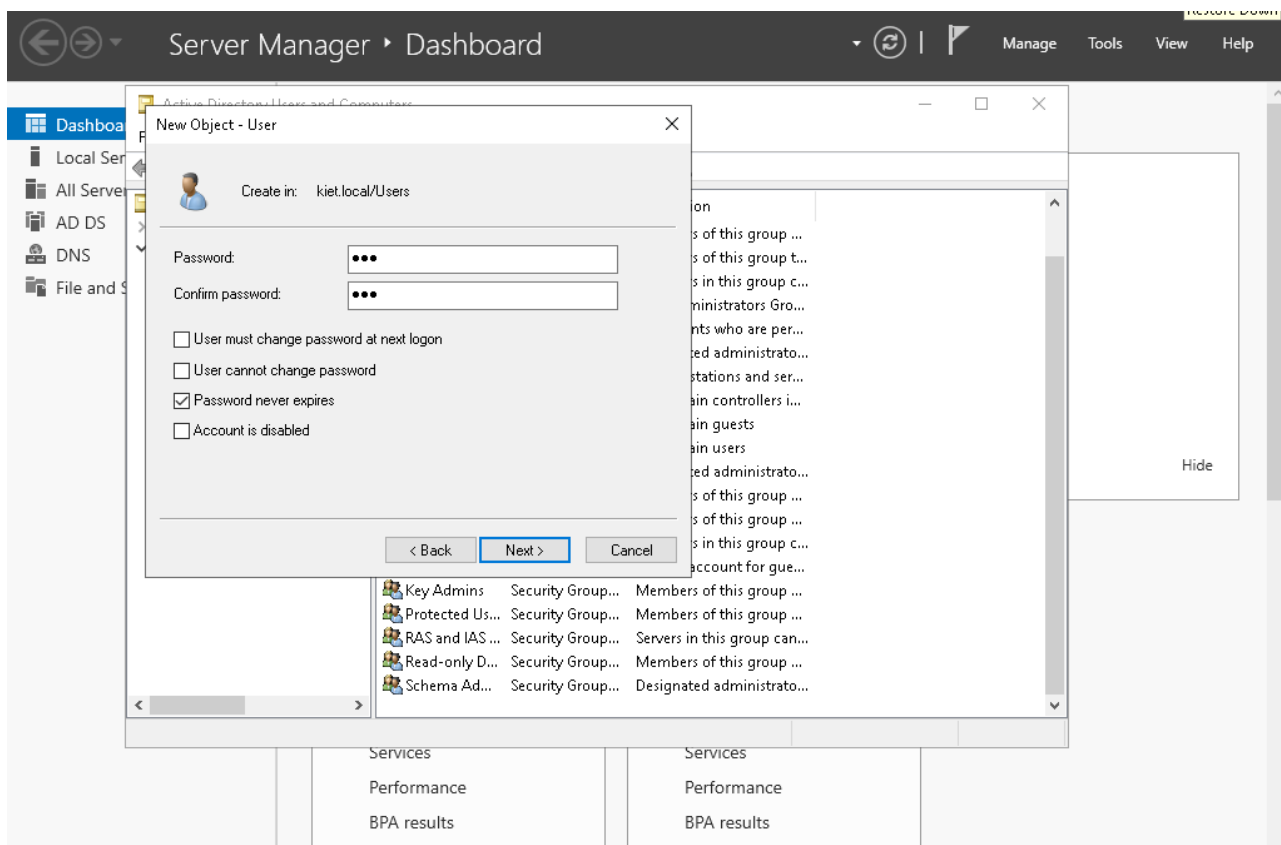 Restore Down
Server Manager ‣ Dashboard
Manage Tools View Help
Active Directory Users and Computers
Dashboa
Local Ser
All Server
AD DS
DNS
File and S
New Object - User
Create in: kiet.local/Users
Password: •••
Confirm password: •••
User must change password at next logon
User cannot change password
Password never expires
Account is disabled
< Back Next > Cancel
ion
s of this group ...
s of this group t...
s in this group c...
ministrators Gro...
nts who are per...
ted administrato...
stations and ser...
ain controllers i...
ain guests
ain users
ted administrato...
s of this group ...
s of this group ...
s in this group c...
account for gue...
Key Admins Security Group... Members of this group ...
Protected Us... Security Group... Members of this group ...
RAS and IAS ... Security Group... Servers in this group can...
Read-only D... Security Group... Members of this group ...
Schema Ad... Security Group... Designated administrato...
Hide
Services Services
Performance Performance
BPA results BPA results